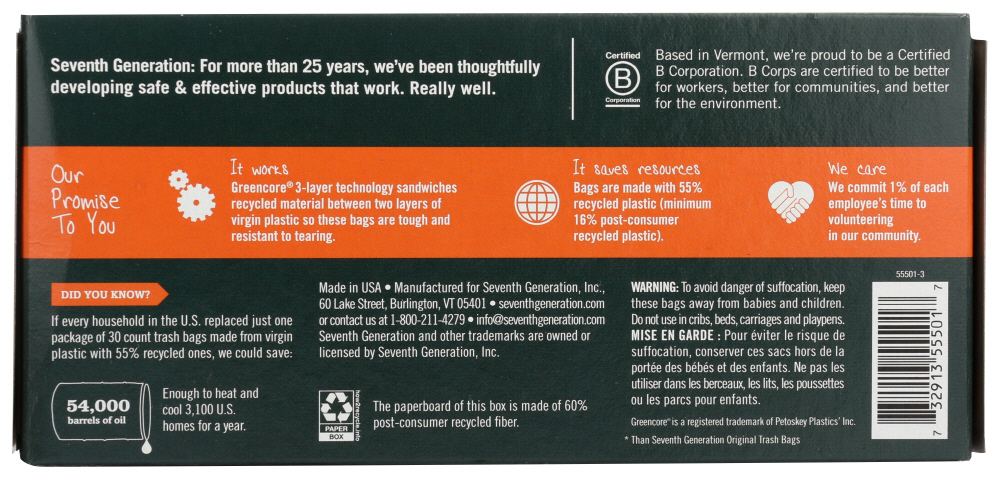 Seventh Generation: For more than 25 years, we've been thoughtfully
developing safe & effective products that work. Really well.
Certified
B
Corporation
Based in Vermont, we're proud to be a Certified
B Corporation. B Corps are certified to be better
for workers, better for communities, and better
for the environment.
Our
Promise
To You
It works
Greencore® 3-layer technology sandwiches
recycled material between two layers of
virgin plastic so these bags are tough and
resistant to tearing.
It saves resources
Bags are made with 55%
recycled plastic (minimum
16% post-consumer
recycled plastic).
We care
We commit 1% of each
employee's time to
volunteering
in our community.
DID YOU KNOW?
If every household in the U.S. replaced just one
package of 30 count trash bags made from virgin
plastic with 55% recycled ones, we could save:
54,000
barrels of oil
Enough to heat and
cool 3,100 U.S.
homes for a year.
Made in USA • Manufactured for Seventh Generation, Inc.,
60 Lake Street, Burlington, VT 05401 • seventhgeneration.com
or contact us at 1-800-211-4279 • info@seventhgeneration.com
Seventh Generation and other trademarks are owned or
licensed by Seventh Generation, Inc.
PAPER
BOX
how2recycle.info
The paperboard of this box is made of 60%
post-consumer recycled fiber.
WARNING: To avoid danger of suffocation, keep
these bags away from babies and children.
Do not use in cribs, beds, carriages and playpens.
MISE EN GARDE : Pour éviter le risque de
suffocation, conserver ces sacs hors de la
portée des bébés et des enfants. Ne pas les
utiliser dans les berceaux, les lits, les poussettes
ou les parcs pour enfants.
Greencore® is a registered trademark of Petoskey Plastics' Inc.
* Than Seventh Generation Original Trash Bags
55501-3
7 32913 55501 7